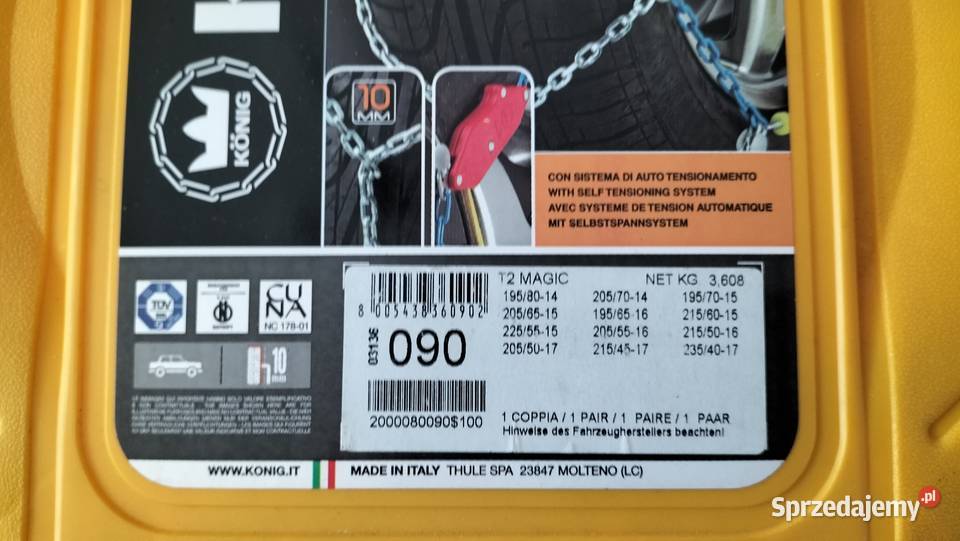 KÖNIG
10
MM
CON SISTEMA DI AUTO TENSIONAMENTO
WITH SELF TENSIONING SYSTEM
AVEC SYSTEME DE TENSION AUTOMATIQUE
MIT SELBSTSPANNSYSTEM
TÜV
CUNA
NC 178-01
10
mm
T2 MAGIC NET KG 3,608
8 005438 360902
03136
090
195/80-14 205/70-14 195/70-15
205/65-15 195/65-16 215/60-15
225/55-15 205/55-16 215/50-16
205/50-17 215/45-17 235/40-17
2000080090$100
1 COPPIA / 1 PAIR / 1 PAIRE / 1 PAAR
Hinweise des Fahrzeugherstellers beachten!
WWW.KONIG.IT MADE IN ITALY THULE SPA 23847 MOLTENO (LC)
Sprzedajemy.pl